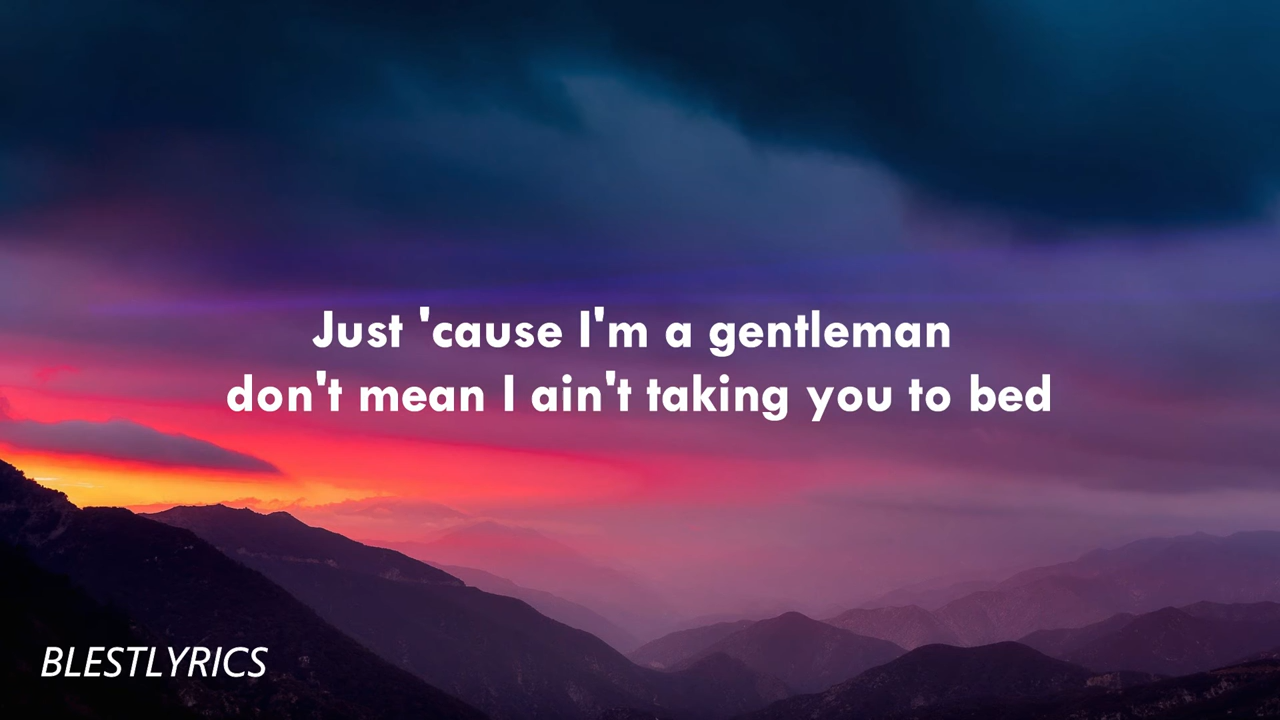 Just 'cause I'm a gentleman
don't mean I ain't taking you to bed
BLESTLYRICS